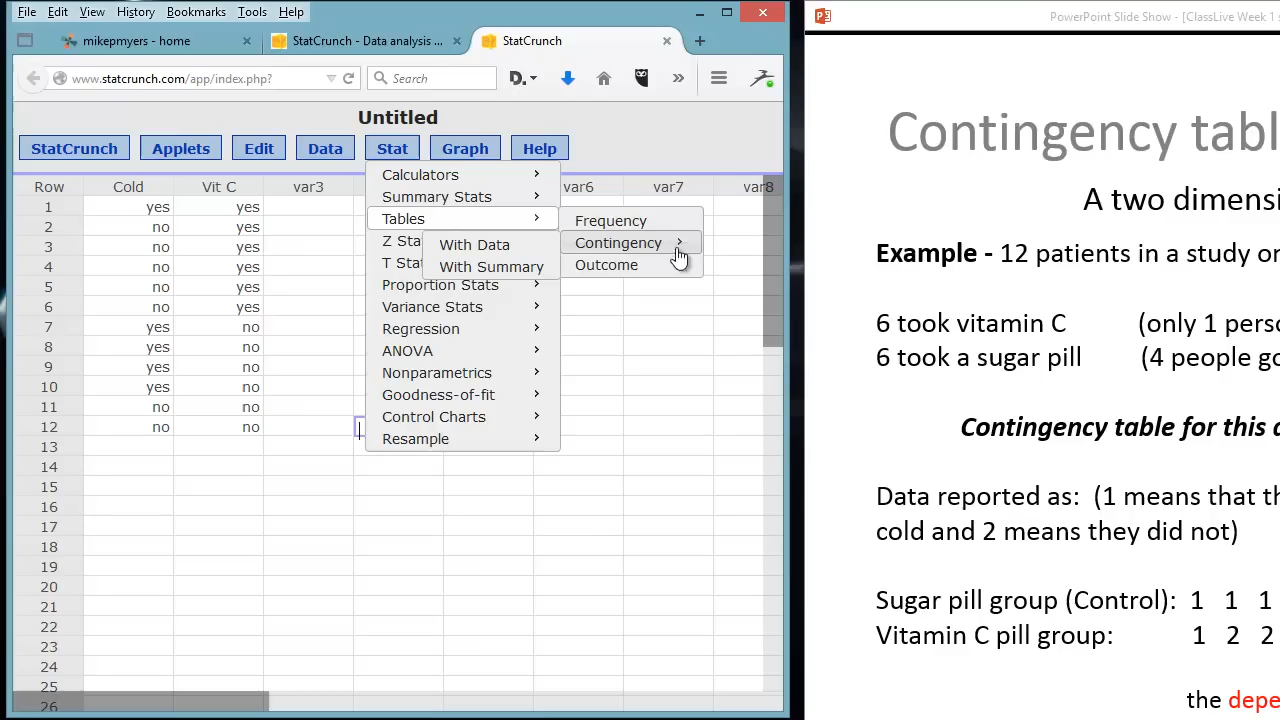 File Edit View History Bookmarks Tools Help
mikepmyers - home
StatCrunch - Data analysis ...
StatCrunch
www.statcrunch.com/app/index.php?
Search
D.
Untitled
StatCrunch Applets Edit Data Stat Graph Help
Row Cold Vit C var3 var6 var7 var8
1 yes yes
2 no yes
3 no yes
4 no yes
5 no yes
6 no yes
7 yes no
8 yes no
9 yes no
10 yes no
11 no no
12 no no
13
14
15
16
17
18
19
20
21
22
23
24
25
26
Calculators
Summary Stats
Tables
Z Sta
T Stat
Proportion Stats
Variance Stats
Regression
ANOVA
Nonparametrics
Goodness-of-fit
Control Charts
Resample
Frequency
Contingency
Outcome
With Data
With Summary
PowerPoint Slide Show - [ClassLive Week 1 s
Contingency tabl
A two dimensi
Example - 12 patients in a study on
6 took vitamin C (only 1 perso
6 took a sugar pill (4 people go
Contingency table for this d
Data reported as: (1 means that th
cold and 2 means they did not)
Sugar pill group (Control): 1 1 1
Vitamin C pill group: 1 2 2
the depe